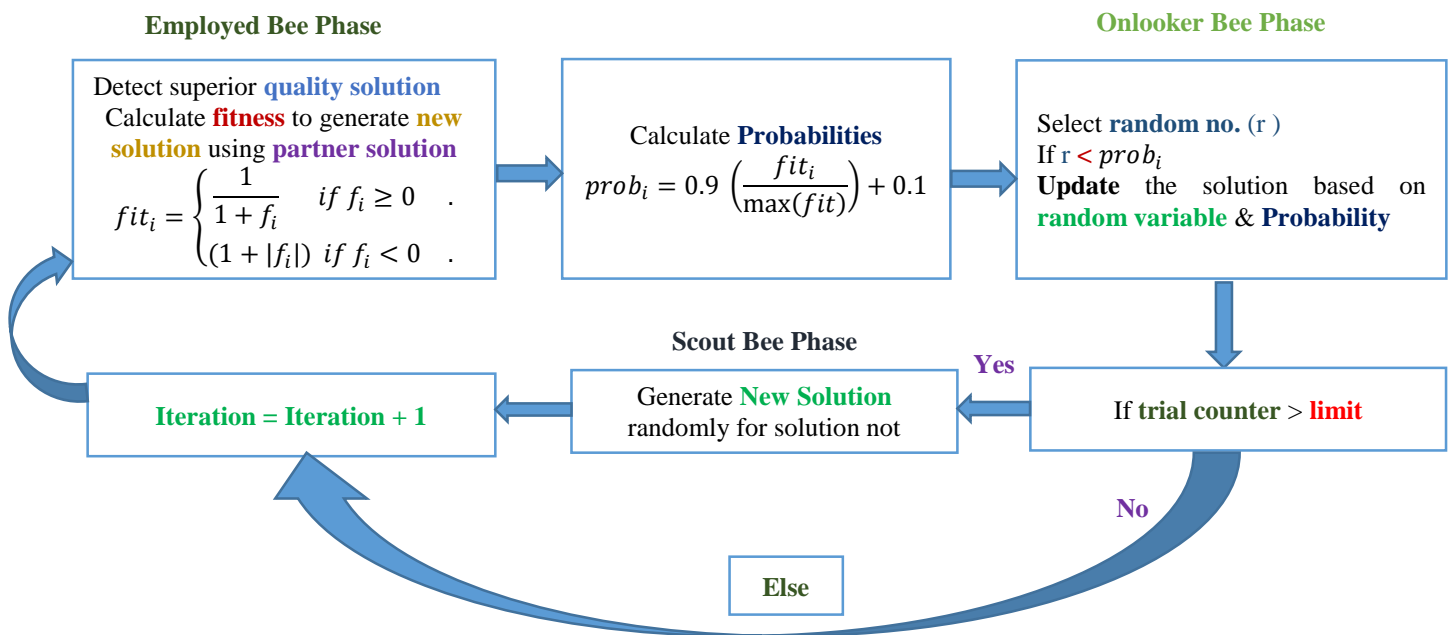 Employed Bee Phase
Detect superior quality solution
Calculate fitness to generate new
solution using partner solution
fit_i = { 1 / (1 + f_i)   if f_i ≥ 0   .
(1 + |f_i|)  if f_i < 0   .
Calculate Probabilities
prob_i = 0.9 (fit_i / max(fit)) + 0.1
Onlooker Bee Phase
Select random no. (r )
If r < prob_i
Update the solution based on
random variable & Probability
If trial counter > limit
Yes
Scout Bee Phase
Generate New Solution
randomly for solution not
Iteration = Iteration + 1
No
Else